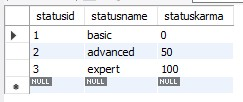 statusid statusname statuskarma
1 basic 0
2 advanced 50
3 expert 100
NULL NULL NULL